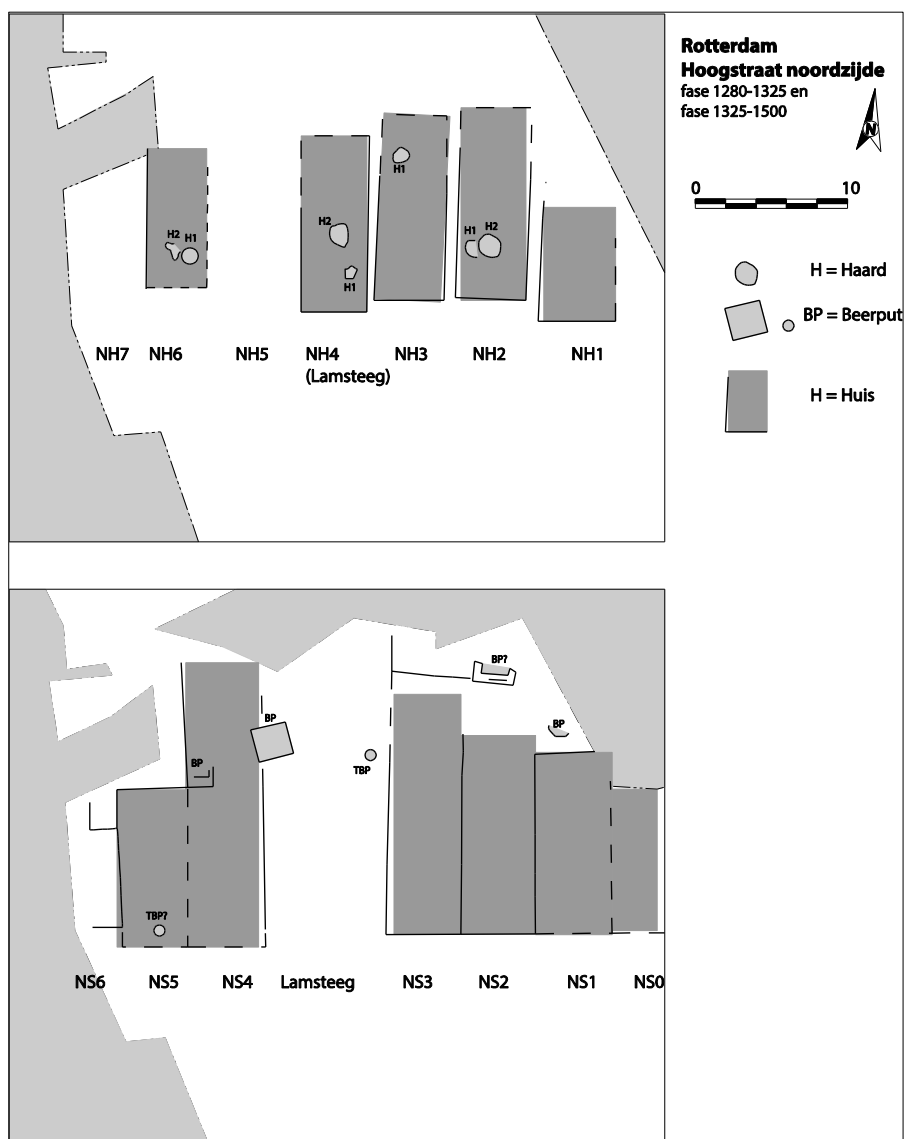 Rotterdam
Hoogstraat noordzijde
fase 1280-1325 en
fase 1325-1500
N
0 10
H = Haard
BP = Beerput
H = Huis
H1
H2
H1
H2 H1
H2
H1
NH7 NH6 NH5 NH4 NH3 NH2 NH1
(Lamsteeg)
BP?
BP
BP
BP
TBP
TBP?
NS6 NS5 NS4 Lamsteeg NS3 NS2 NS1 NS0